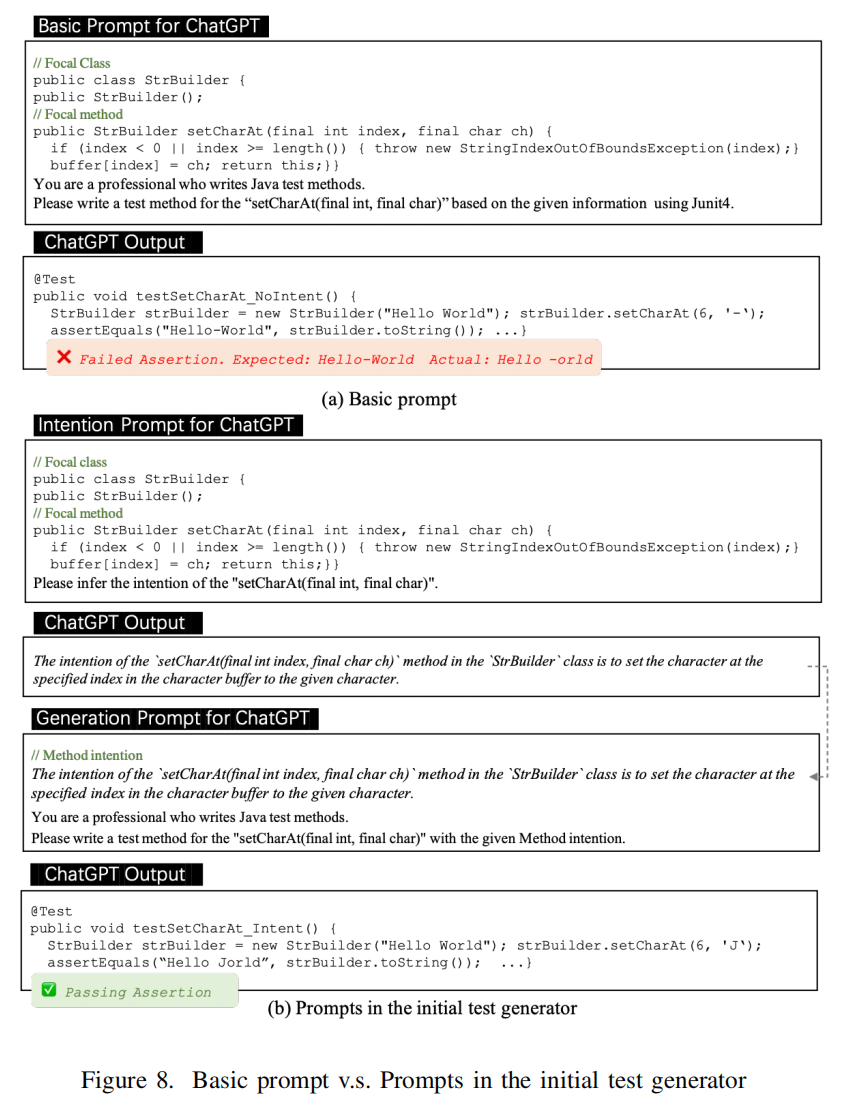 Basic Prompt for ChatGPT
// Focal Class
public class StrBuilder {
public StrBuilder();
// Focal method
public StrBuilder setCharAt(final int index, final char ch) {
if (index < 0 || index >= length()) { throw new StringIndexOutOfBoundsException(index);}
buffer[index] = ch; return this;}}
You are a professional who writes Java test methods.
Please write a test method for the “setCharAt(final int, final char)” based on the given information using Junit4.
ChatGPT Output
@Test
public void testSetCharAt_NoIntent() {
StrBuilder strBuilder = new StrBuilder("Hello World"); strBuilder.setCharAt(6, '-‘);
assertEquals("Hello-World", strBuilder.toString()); ...}
❌ Failed Assertion. Expected: Hello-World Actual: Hello -orld
(a) Basic prompt
Intention Prompt for ChatGPT
// Focal class
public class StrBuilder {
public StrBuilder();
// Focal method
public StrBuilder setCharAt(final int index, final char ch) {
if (index < 0 || index >= length()) { throw new StringIndexOutOfBoundsException(index);}
buffer[index] = ch; return this;}}
Please infer the intention of the "setCharAt(final int, final char)".
ChatGPT Output
The intention of the `setCharAt(final int index, final char ch)` method in the `StrBuilder` class is to set the character at the
specified index in the character buffer to the given character.
Generation Prompt for ChatGPT
// Method intention
The intention of the `setCharAt(final int index, final char ch)` method in the `StrBuilder` class is to set the character at the
specified index in the character buffer to the given character.
You are a professional who writes Java test methods.
Please write a test method for the "setCharAt(final int, final char)" with the given Method intention.
ChatGPT Output
@Test
public void testSetCharAt_Intent() {
StrBuilder strBuilder = new StrBuilder("Hello World"); strBuilder.setCharAt(6, 'J‘);
assertEquals(“Hello Jorld”, strBuilder.toString()); ...}
✅ Passing Assertion
(b) Prompts in the initial test generator
Figure 8. Basic prompt v.s. Prompts in the initial test generator